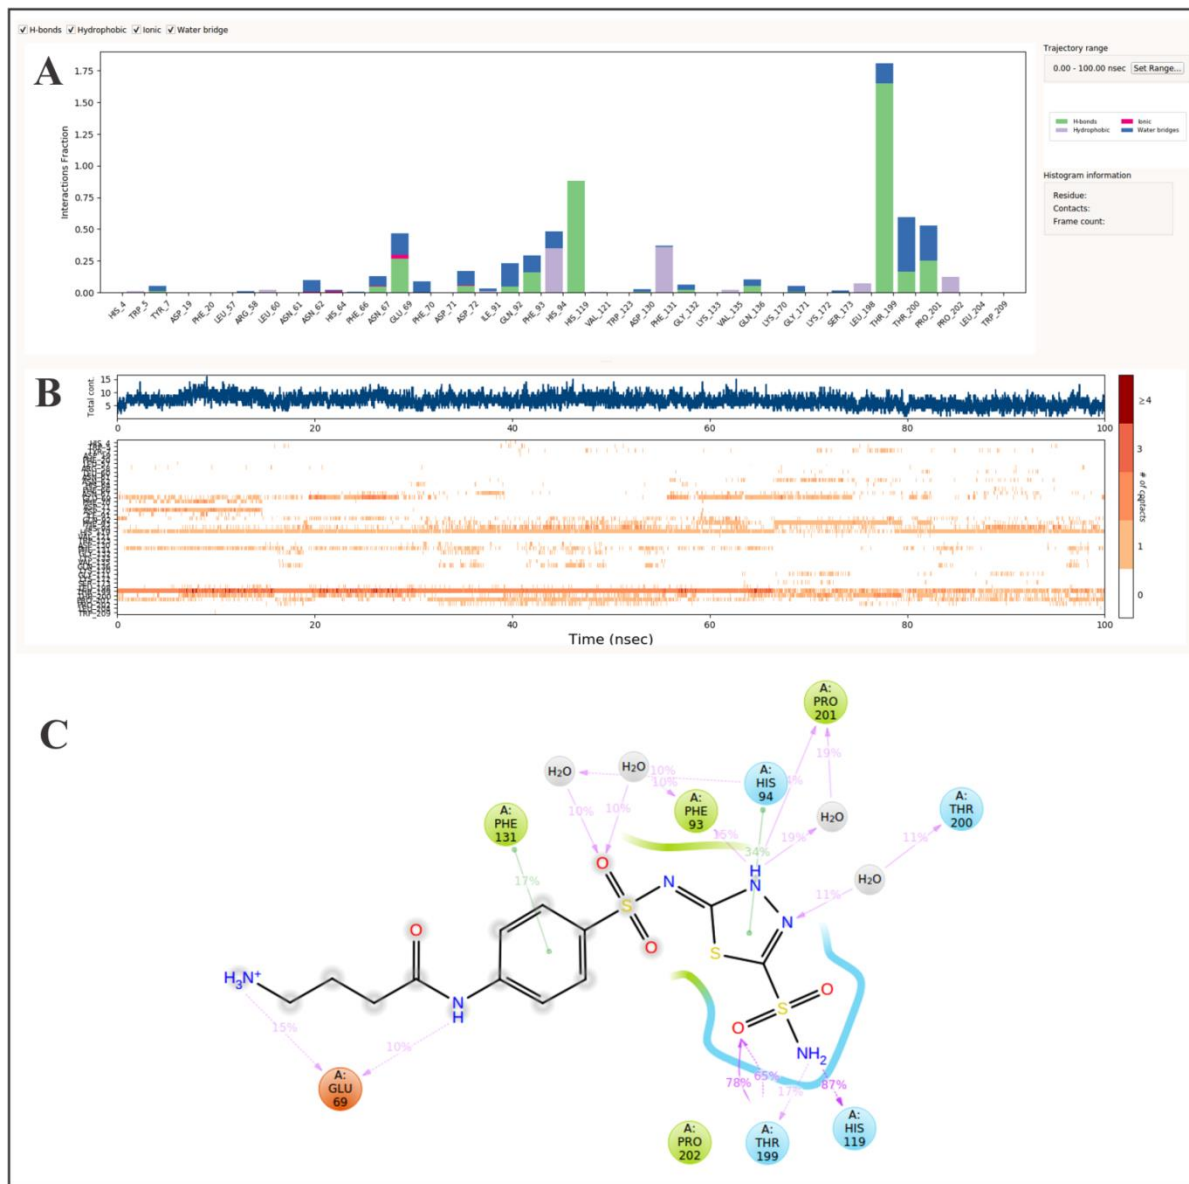 H-bonds Hydrophobic Ionic Water bridge
A
Interactions Fraction
1.75
1.50
1.25
1.00
0.75
0.50
0.25
0.00
HIS_4 TRP_5 TYR_7 ASP_19 PHE_20 LEU_57 ARG_58 LEU_60 ASN_61 ASN_62 HIS_64 PHE_66 ASN_67 GLU_69 PHE_70 ASP_71 ASP_72 ILE_91 GLN_92 PHE_93 HIS_94 HIS_119 VAL_121 TRP_123 ASP_130 PHE_131 GLY_132 LYS_133 VAL_135 GLN_136 LYS_170 GLY_171 LYS_172 SER_173 LEU_198 THR_199 THR_200 PRO_201 PRO_202 LEU_204 TRP_209
Trajectory range
0.00 - 100.00 nsec Set Range...
H-bonds Ionic
Hydrophobic Water bridges
Histogram information
Residue:
Contacts:
Frame count:
B
Total cont.
15
10
5
0 20 40 60 80 100
TRP_209
0 20 40 60 80 100
Time (nsec)
≥4
3
2
1
0
# of contacts
C
A:
PRO
201
19%
H₂O
H₂O
10%
10%
10%
10%
A:
HIS
94
A:
PHE
93
H₂O
A:
THR
200
A:
PHE
131
15%
34%
19%
11%
H₂O
11%
17%
O
H
N
N
N
S
O
S
O
H₃N⁺
N
H
S
O
O
NH₂
15%
10%
78%
65%
17%
87%
A:
GLU
69
A:
PRO
202
A:
THR
199
A:
HIS
119